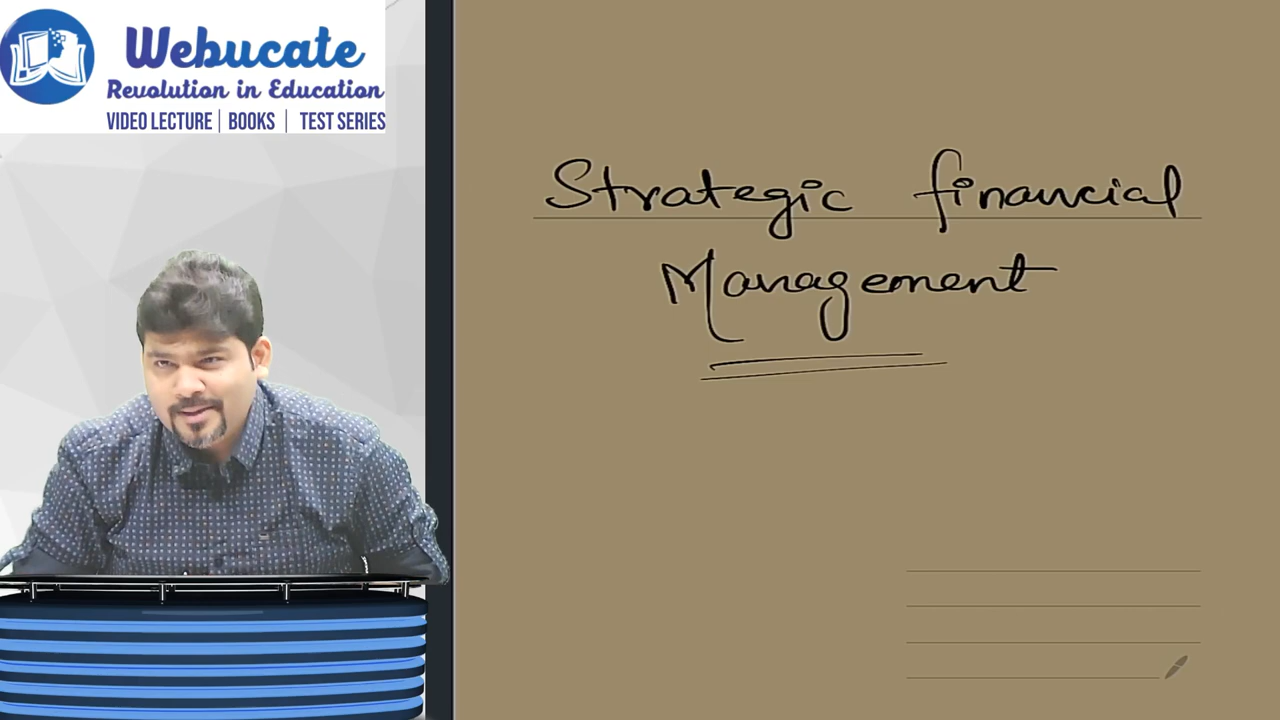 Webucate
Revolution in Education
VIDEO LECTURE | BOOKS | TEST SERIES
Strategic financial
Management